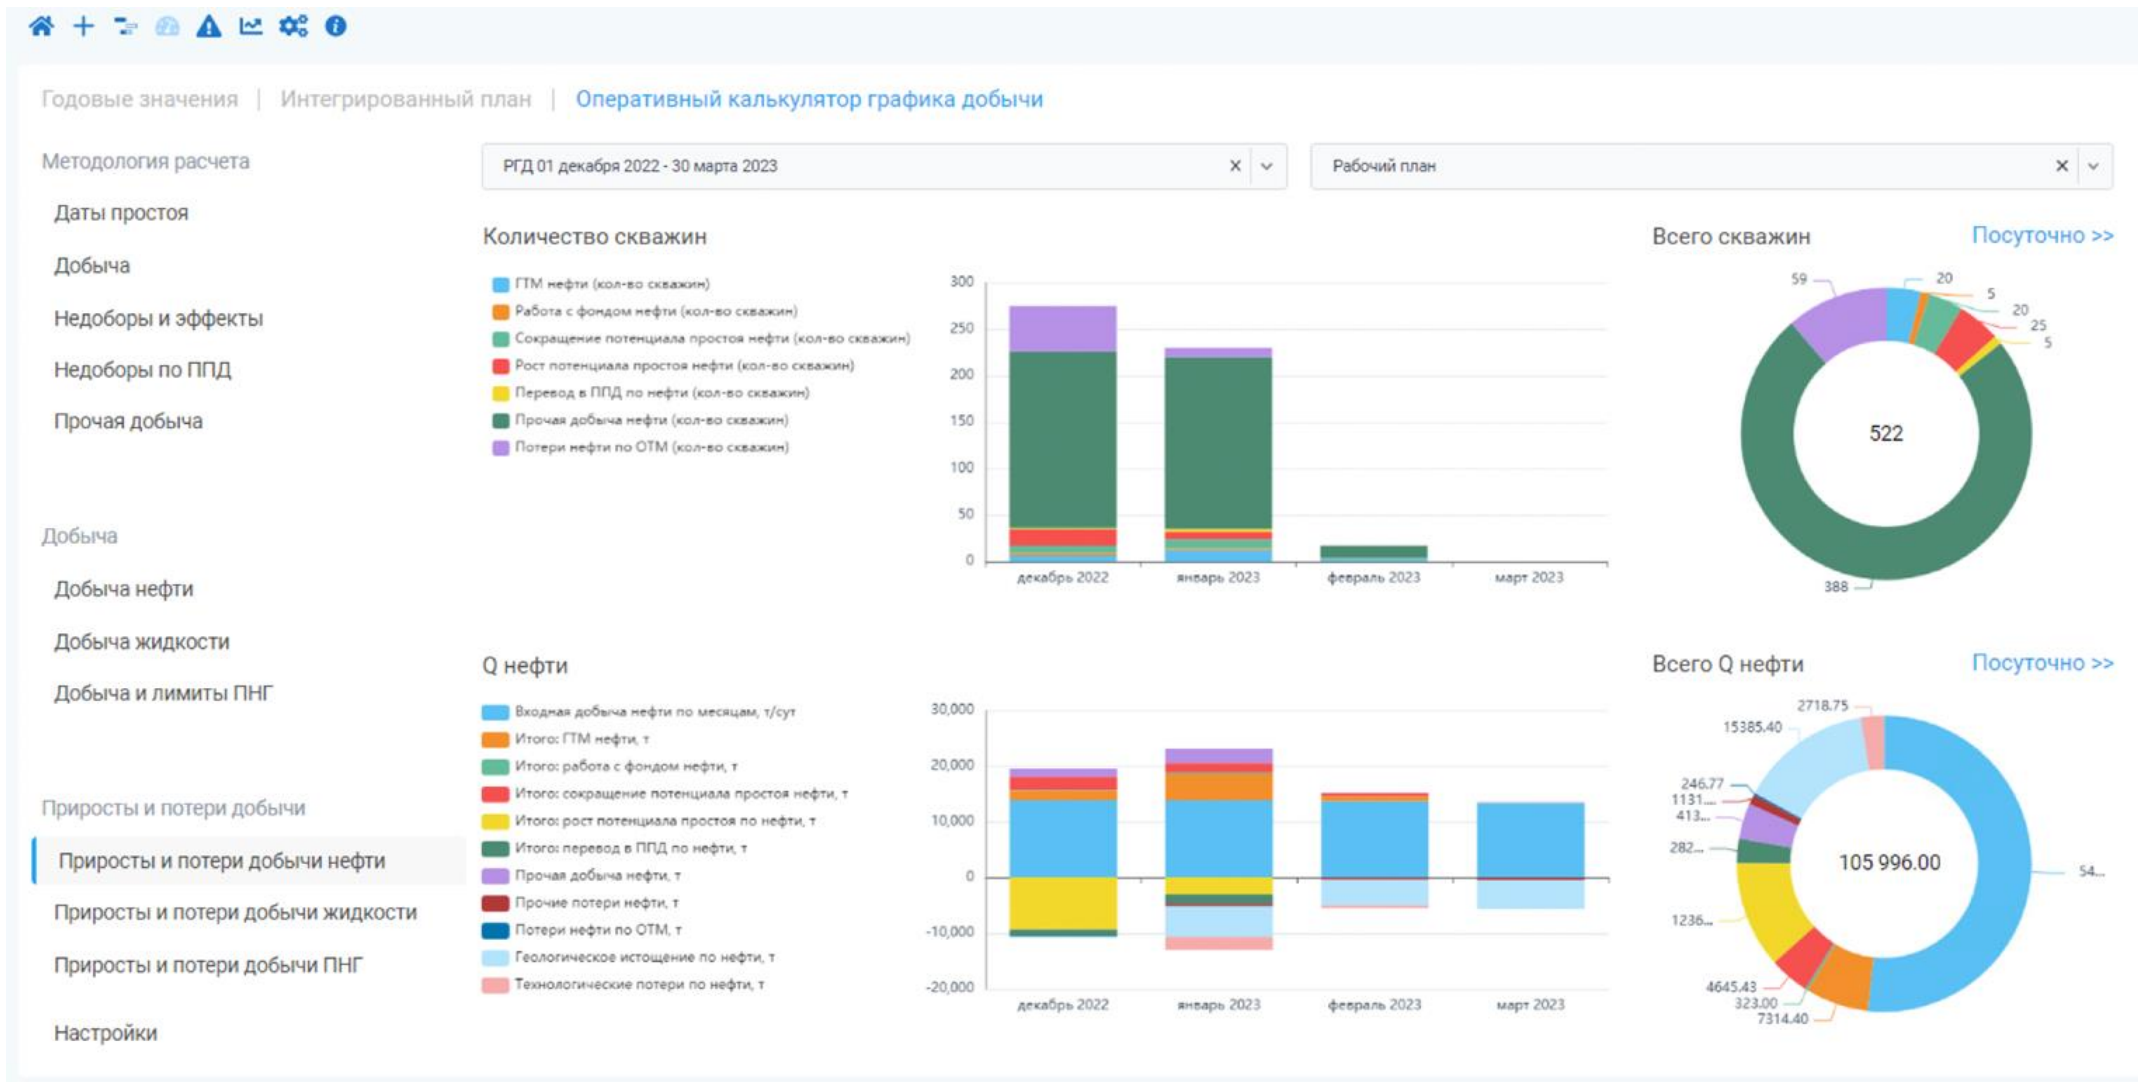 Годовые значения | Интегрированный план | Оперативный калькулятор графика добычи
Методология расчета
Даты простоя
Добыча
Недоборы и эффекты
Недоборы по ППД
Прочая добыча
Добыча
Добыча нефти
Добыча жидкости
Добыча и лимиты ПНГ
Приросты и потери добычи
Приросты и потери добычи нефти
Приросты и потери добычи жидкости
Приросты и потери добычи ПНГ
Настройки
РГД 01 декабря 2022 - 30 марта 2023
Рабочий план
Количество скважин
ГТМ нефти (кол-во скважин)
Работа с фондом нефти (кол-во скважин)
Сокращение потенциала простоя нефти (кол-во скважин)
Рост потенциала простоя нефти (кол-во скважин)
Перевод в ППД по нефти (кол-во скважин)
Прочая добыча нефти (кол-во скважин)
Потери нефти по ОТМ (кол-во скважин)
300
250
200
150
100
50
0
декабрь 2022
январь 2023
февраль 2023
март 2023
Всего скважин
Посуточно >>
59
20
5
20
25
5
522
388
Q нефти
Входная добыча нефти по месяцам, т/сут
Итого: ГТМ нефти, т
Итого: работа с фондом нефти, т
Итого: сокращение потенциала простоя нефти, т
Итого: рост потенциала простоя по нефти, т
Итого: перевод в ППД по нефти, т
Прочая добыча нефти, т
Прочие потери нефти, т
Потери нефти по ОТМ, т
Геологическое истощение по нефти, т
Технологические потери по нефти, т
30,000
20,000
10,000
0
-10,000
-20,000
декабрь 2022
январь 2023
февраль 2023
март 2023
Всего Q нефти
Посуточно >>
2718.75
15385.40
246.77
1131....
413...
282...
105 996.00
54...
1236...
4645.43
323.00
7314.40